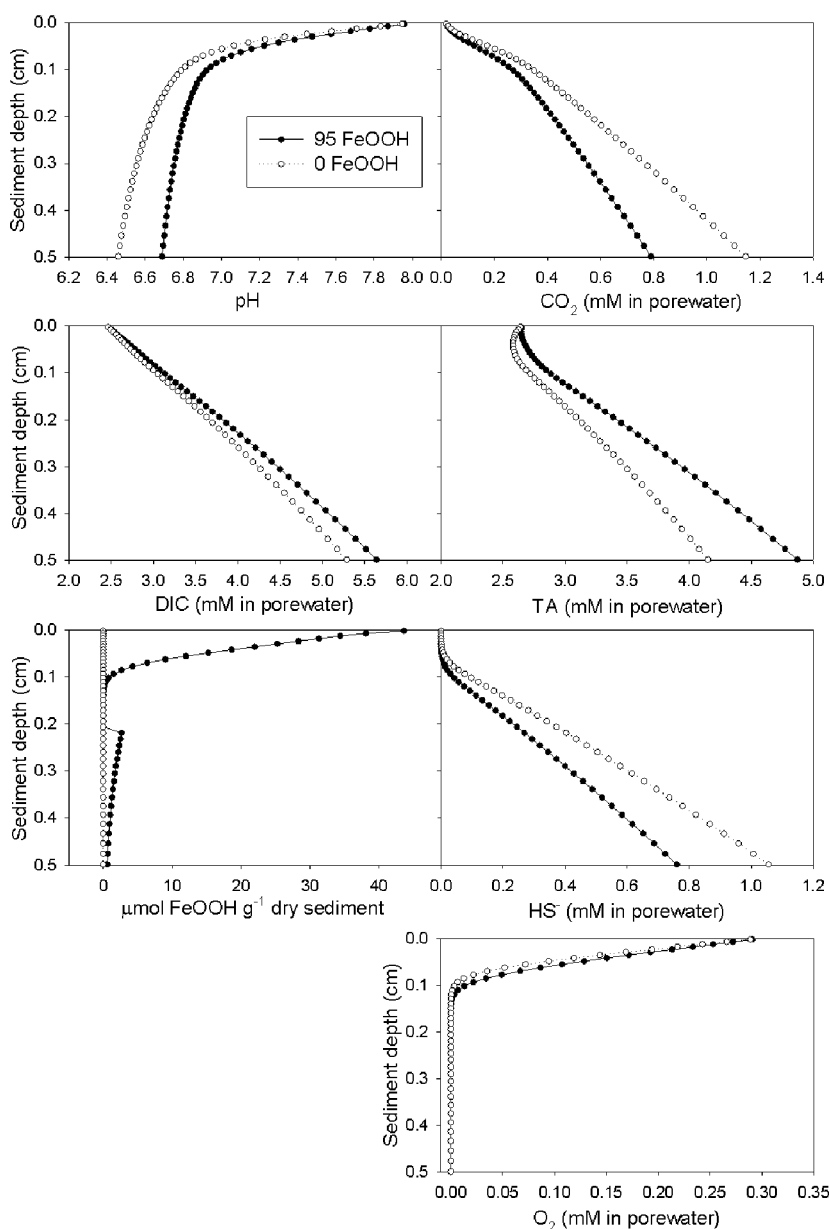 Sediment depth (cm)
0.0
0.1
0.2
0.3
0.4
0.5
95 FeOOH
0 FeOOH
6.2 6.4 6.6 6.8 7.0 7.2 7.4 7.6 7.8 8.0
pH
0.0 0.2 0.4 0.6 0.8 1.0 1.2 1.4
CO2 (mM in porewater)
Sediment depth (cm)
0.0
0.1
0.2
0.3
0.4
0.5
2.0 2.5 3.0 3.5 4.0 4.5 5.0 5.5 6.0
DIC (mM in porewater)
2.0 2.5 3.0 3.5 4.0 4.5 5.0
TA (mM in porewater)
Sediment depth (cm)
0.0
0.1
0.2
0.3
0.4
0.5
0 10 20 30 40
μmol FeOOH g-1 dry sediment
0.0 0.2 0.4 0.6 0.8 1.0 1.2
HS- (mM in porewater)
Sediment depth (cm)
0.0
0.1
0.2
0.3
0.4
0.5
0.00 0.05 0.10 0.15 0.20 0.25 0.30 0.35
O2 (mM in porewater)